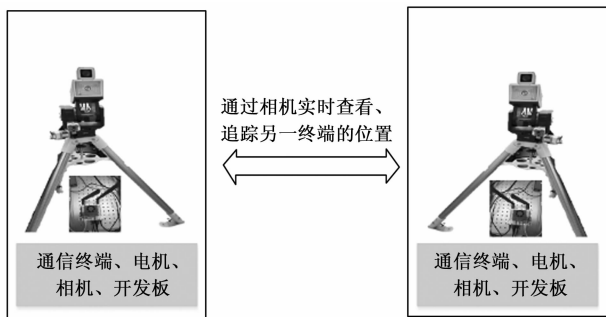 通过相机实时查看、
追踪另一终端的位置
通信终端、电机、
相机、开发板
通信终端、电机、
相机、开发板